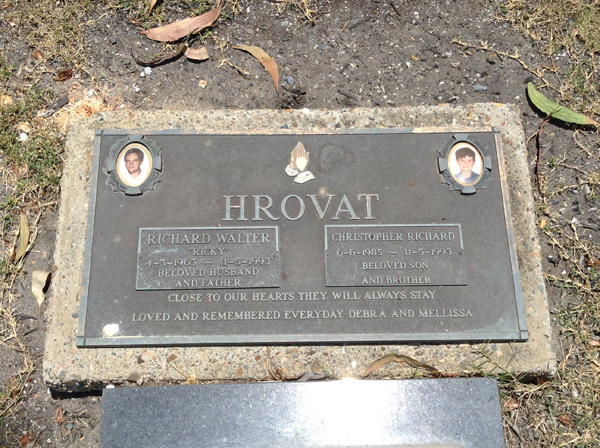 HROVAT
RICHARD WALTER
"RICKY"
4-3-1963 - 11-5-1993
BELOVED HUSBAND
AND FATHER
CHRISTOPHER RICHARD
6-6-1985 - 11-5-1993
BELOVED SON
AND BROTHER
CLOSE TO OUR HEARTS THEY WILL ALWAYS STAY
LOVED AND REMEMBERED EVERYDAY DEBRA AND MELLISSA